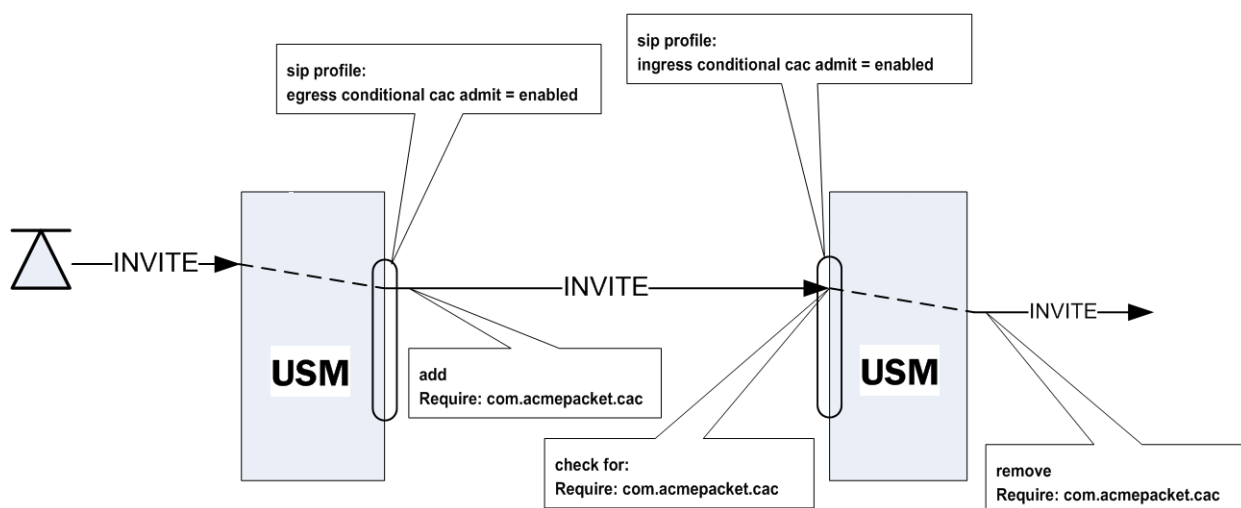 sip profile:
egress conditional cac admit = enabled
sip profile:
ingress conditional cac admit = enabled
INVITE
INVITE
INVITE
USM
USM
add
Require: com.acmepacket.cac
check for:
Require: com.acmepacket.cac
remove
Require: com.acmepacket.cac